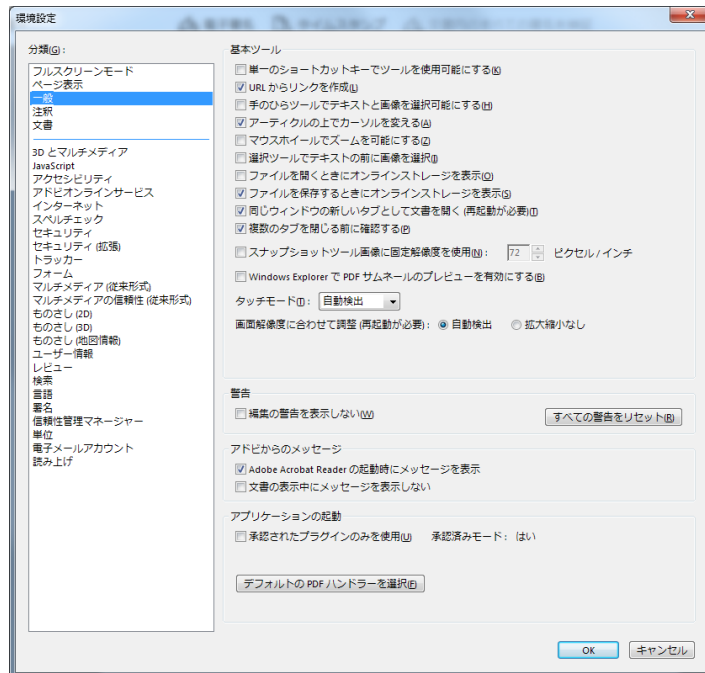 環境設定
分類(G):
フルスクリーンモード
ページ表示
一般
注釈
文書
3D とマルチメディア
JavaScript
アクセシビリティ
アドビオンラインサービス
インターネット
スペルチェック
セキュリティ
セキュリティ (拡張)
トラッカー
フォーム
マルチメディア (従来形式)
マルチメディアの信頼性 (従来形式)
ものさし (2D)
ものさし (3D)
ものさし (地図情報)
ユーザー情報
レビュー
検索
言語
署名
信頼性管理マネージャー
単位
電子メールアカウント
読み上げ
基本ツール
単一のショートカットキーでツールを使用可能にする(K)
URL からリンクを作成(L)
手のひらツールでテキストと画像を選択可能にする(H)
アーティクルの上でカーソルを変える(A)
マウスホイールでズームを可能にする(Z)
選択ツールでテキストの前に画像を選択(I)
ファイルを開くときにオンラインストレージを表示(O)
ファイルを保存するときにオンラインストレージを表示(S)
同じウィンドウの新しいタブとして文書を開く (再起動が必要)(T)
複数のタブを閉じる前に確認する(P)
スナップショットツール画像に固定解像度を使用(N): 72 ピクセル / インチ
Windows Explorer で PDF サムネールのプレビューを有効にする(B)
タッチモード(T): 自動検出
画面解像度に合わせて調整 (再起動が必要): 自動検出 拡大縮小なし
警告
編集の警告を表示しない(W) すべての警告をリセット(R)
アドビからのメッセージ
Adobe Acrobat Reader の起動時にメッセージを表示
文書の表示中にメッセージを表示しない
アプリケーションの起動
承認されたプラグインのみを使用(U) 承認済みモード: はい
デフォルトの PDF ハンドラーを選択(F)
OK キャンセル